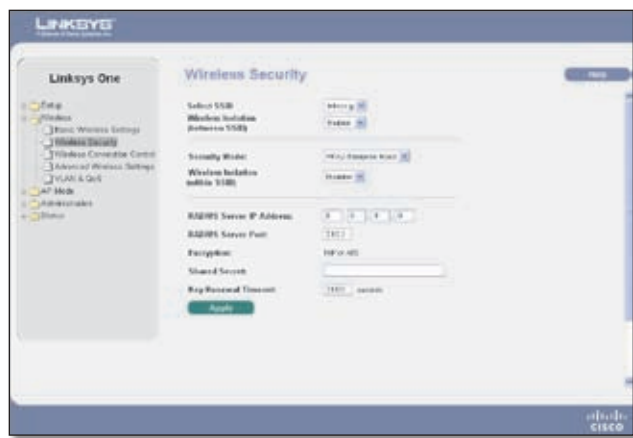 LINKSYS
Linksys One
Setup
Wireless
Basic Wireless Settings
Wireless Security
Wireless Connection Control
Advanced Wireless Settings
VLAN & QoS
AP Mode
Administration
Status
Wireless Security
Help
Select SSID
Wireless Isolation
(between SSID)
Security Mode:
Wireless Isolation
(within SSID)
RADIUS Server IP Address:
RADIUS Server Port:
Encryption:
Shared Secret:
Key Renewal Timeout:
seconds
Apply
CISCO